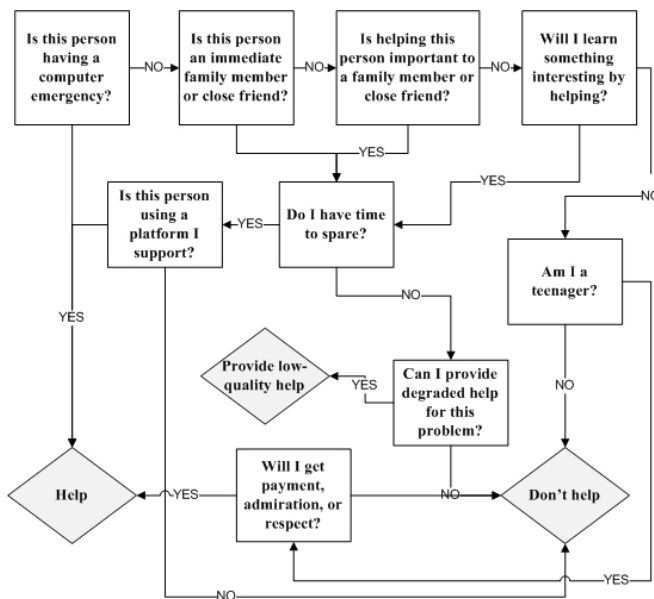 Is this person
having a
computer
emergency?
NO
Is this person
an immediate
family member
or close friend?
NO
Is helping this
person important to
a family member or
close friend?
NO
Will I learn
something
interesting by
helping?
YES
YES
NO
Is this person
using a
platform I
support?
YES
Do I have time
to spare?
Am I a
teenager?
NO
YES
Provide low-
quality help
YES
Can I provide
degraded help
for this
problem?
NO
Help
YES
Will I get
payment,
admiration, or
respect?
NO
Don't help
YES
NO